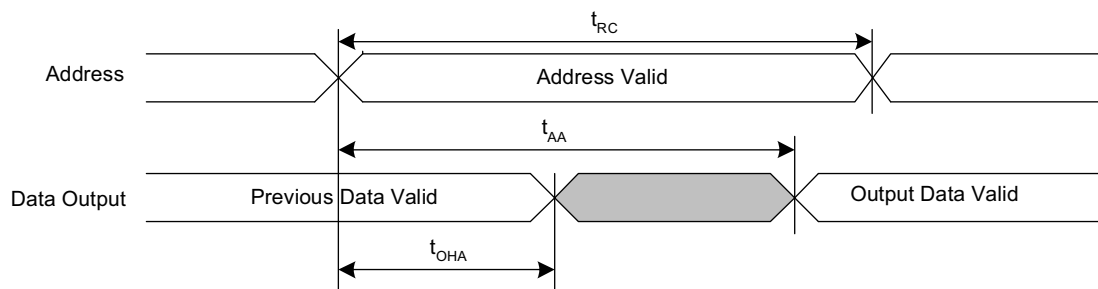 tRC
Address
Address Valid
tAA
Data Output
Previous Data Valid
Output Data Valid
tOHA